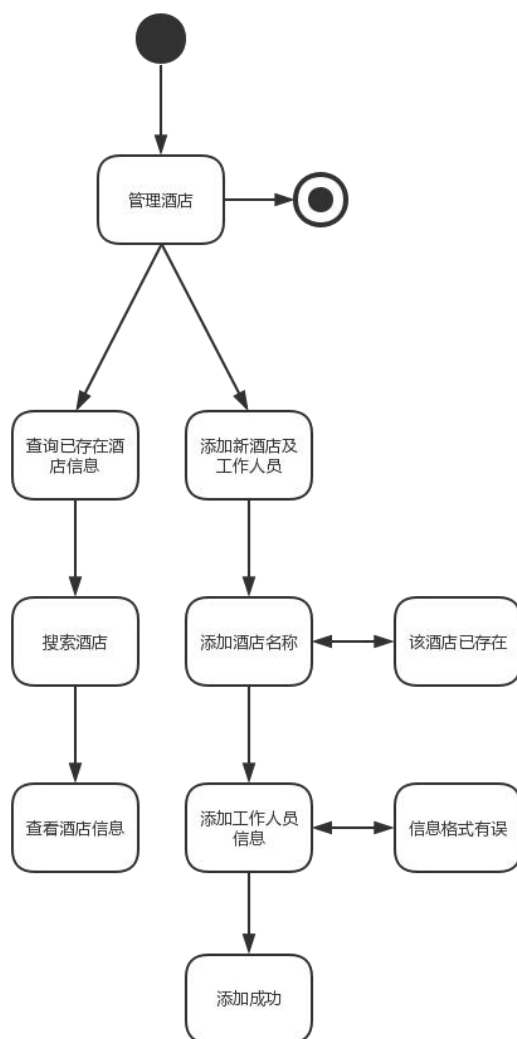 管理酒店
查询已存在酒
店信息
添加新酒店及
工作人员
搜索酒店
添加酒店名称
该酒店已存在
查看酒店信息
添加工作人员
信息
信息格式有误
添加成功